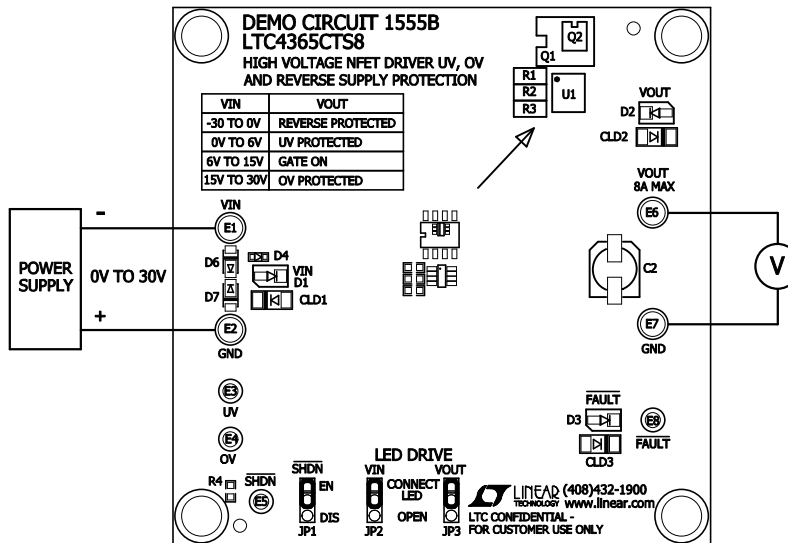 DEMO CIRCUIT 1555B
LTC4365CTS8
HIGH VOLTAGE NFET DRIVER UV, OV
AND REVERSE SUPPLY PROTECTION
VIN VOUT
-30 TO 0V REVERSE PROTECTED
0V TO 6V UV PROTECTED
6V TO 15V GATE ON
15V TO 30V OV PROTECTED
Q2
Q1
R1
R2
R3
U1
VOUT
D2
CLD2
VOUT
8A MAX
E6
C2
E7
GND
V
POWER
SUPPLY
-
0V TO 30V
+
VIN
E1
D6
D4
VIN
D1
D7
CLD1
E2
GND
E3
UV
E4
OV
R4
SHDN
E5
SHDN
EN
DIS
JP1
LED DRIVE
VIN
CONNECT
LED
OPEN
JP2
VOUT
JP3
FAULT
D3
E8
FAULT
CLD3
LINEAR
TECHNOLOGY
(408)432-1900
www.linear.com
LTC CONFIDENTIAL -
FOR CUSTOMER USE ONLY